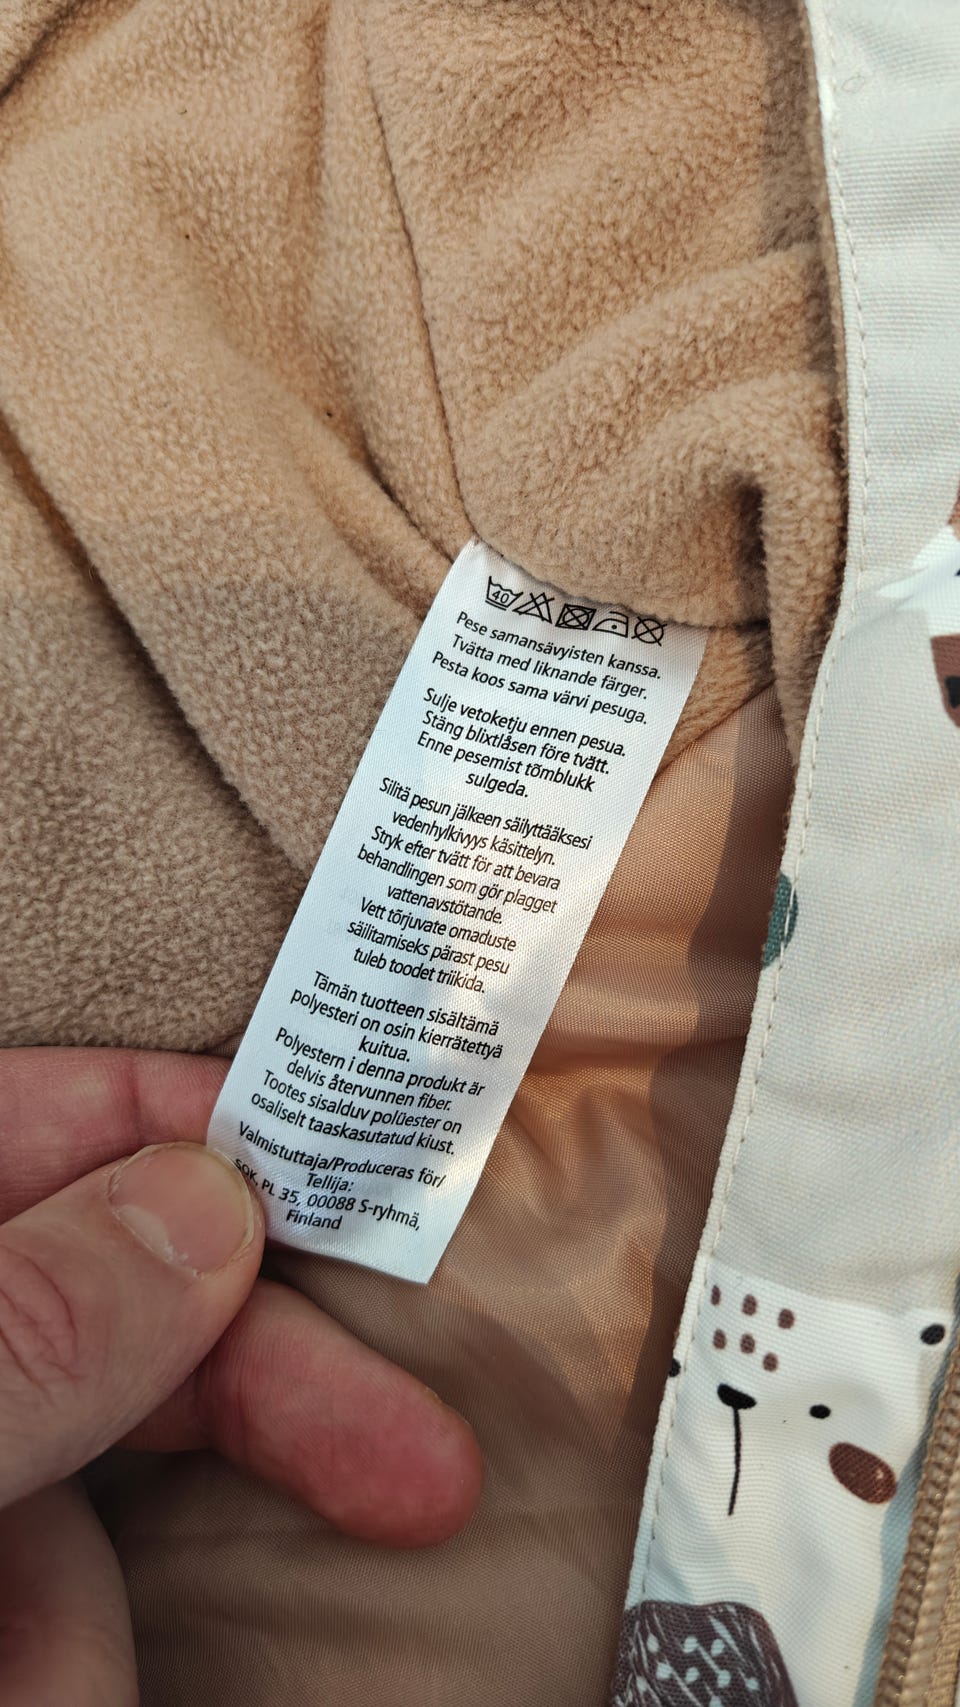 40
Pese samansävyisten kanssa.
Tvätta med liknande färger.
Pesta koos sama värvi pesuga.
Sulje vetoketju ennen pesua.
Stäng blixtlåsen före tvätt.
Enne pesemist tõmblukk
sulgeda.
Silitä pesun jälkeen säilyttääksesi
vedenhylkivyys käsittelyn.
Stryk efter tvätt för att bevara
behandlingen som gör plagget
vattenavstötande.
Vett tõrjuvate omaduste
säilitamiseks pärast pesu
tuleb toodet triikida.
Tämän tuotteen sisältämä
polyesteri on osin kierrätettyä
kuitua.
Polyestern i denna produkt är
delvis återvunnen fiber.
Tootes sisalduv polüester on
osaliselt taaskasutatud kiust.
Valmistuttaja/Produceras för/
Tellija:
SOK, PL 35, 00088 S-ryhmä,
Finland